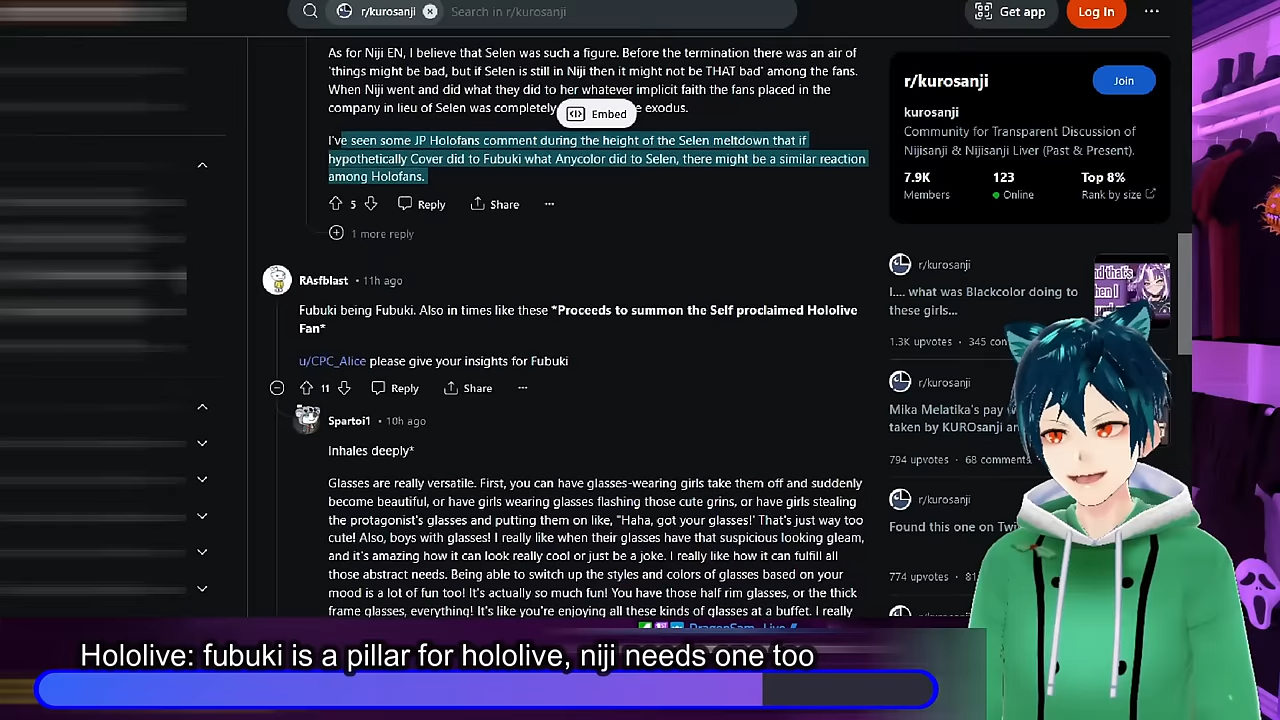 r/kurosanji
Search in r/kurosanji
Get app
Log In
As for Niji EN, I believe that Selen was such a figure. Before the termination there was an air of
'things might be bad, but if Selen is still in Niji then it might not be THAT bad' among the fans.
When Niji went and did what they did to her whatever implicit faith the fans placed in the
company in lieu of Selen was completely e exodus.
Embed
I've seen some JP Holofans comment during the height of the Selen meltdown that if
hypothetically Cover did to Fubuki what Anycolor did to Selen, there might be a similar reaction
among Holofans.
5
Reply
Share
1 more reply
RAsfblast • 11h ago
Fubuki being Fubuki. Also in times like these *Proceeds to summon the Self proclaimed Hololive
Fan*
u/CPC_Alice please give your insights for Fubuki
11
Reply
Share
Spartoi1 • 10h ago
Inhales deeply*
Glasses are really versatile. First, you can have glasses-wearing girls take them off and suddenly
become beautiful, or have girls wearing glasses flashing those cute grins, or have girls stealing
the protagonist's glasses and putting them on like, "Haha, got your glasses!' That's just way too
cute! Also, boys with glasses! I really like when their glasses have that suspicious looking gleam,
and it's amazing how it can look really cool or just be a joke. I really like how it can fulfill all
those abstract needs. Being able to switch up the styles and colors of glasses based on your
mood is a lot of fun too! It's actually so much fun! You have those half rim glasses, or the thick
frame glasses, everything! It's like you're enjoying all these kinds of glasses at a buffet. I really
r/kurosanji
Join
kurosanji
Community for Transparent Discussion of
Nijisanji & Nijisanji Liver (Past & Present).
7.9K
123
Top 8%
Members
Online
Rank by size
r/kurosanji
I.... what was Blackcolor doing to
these girls...
1.3K upvotes • 345 con
r/kurosanji
Mika Melatika's pay
taken by KUROsanji an
794 upvotes • 68 comments
r/kurosanji
Found this one on Twi
774 upvotes • 81
Hololive: fubuki is a pillar for hololive, niji needs one too